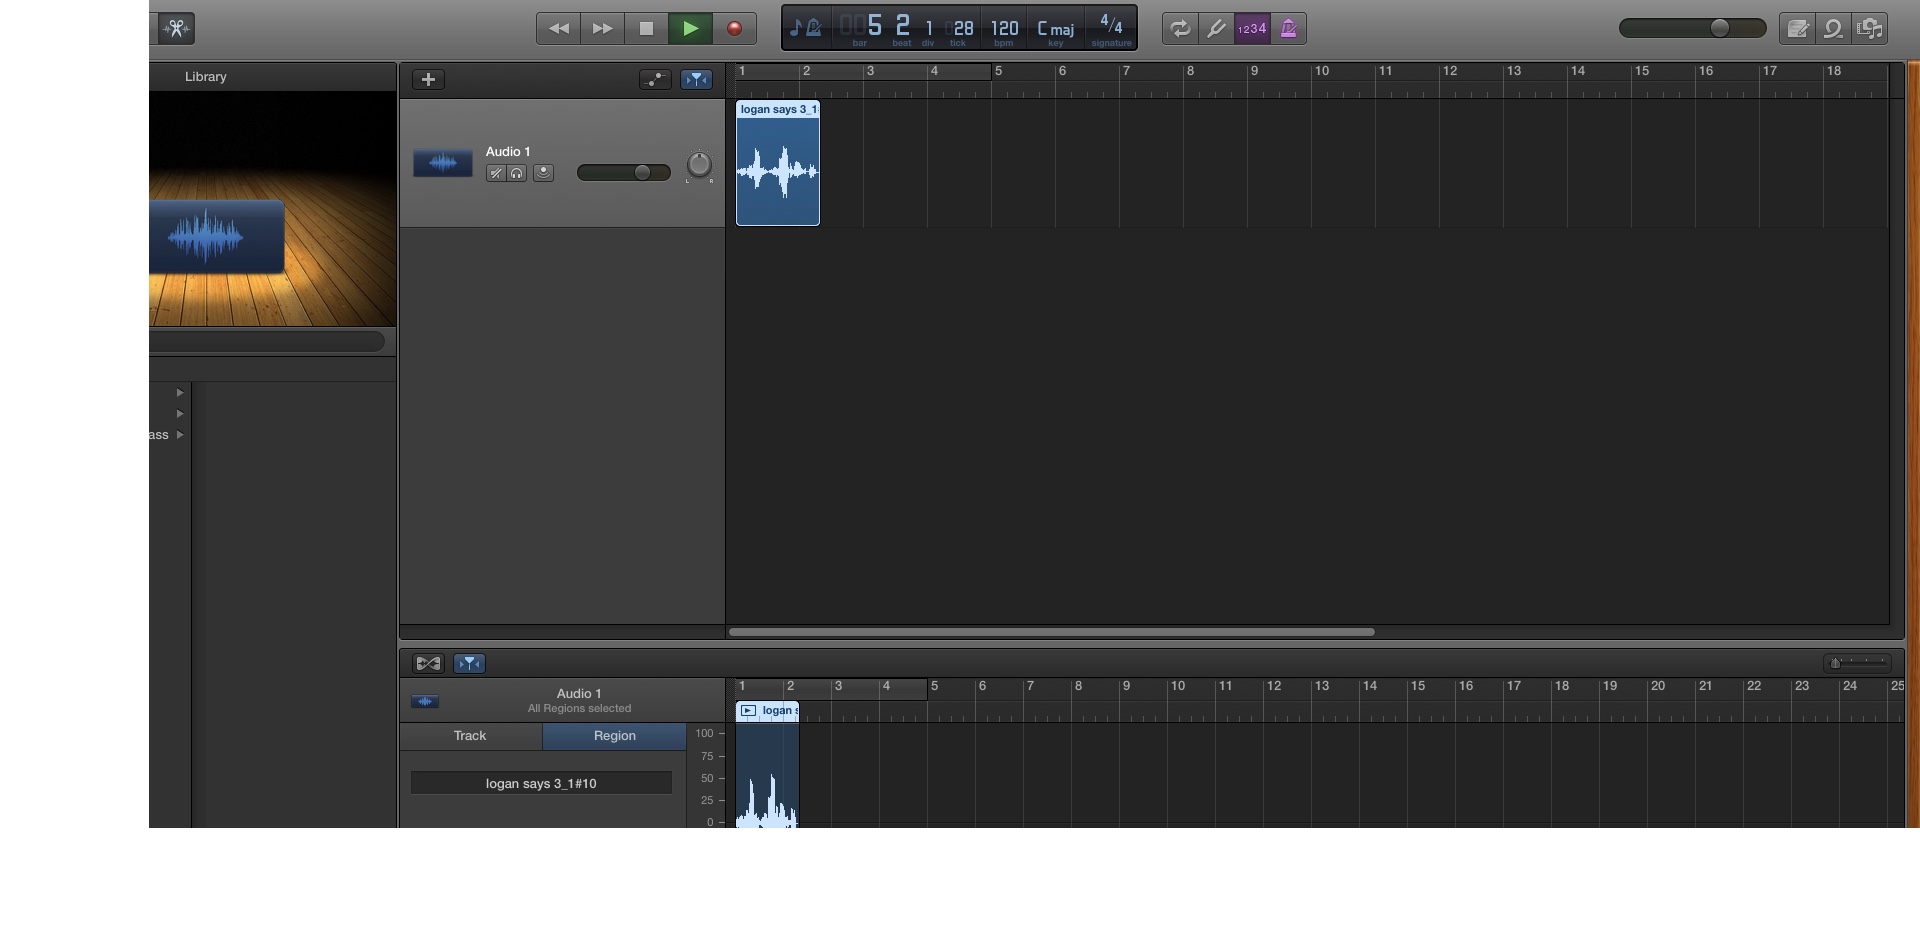 005 2 1 028 120 C maj 4/4
bar beat div tick bpm key signature
1234
Library
1 2 3 4 5 6 7 8 9 10 11 12 13 14 15 16 17 18
logan says 3_1
Audio 1
L R
ass
1 2 3 4 5 6 7 8 9 10 11 12 13 14 15 16 17 18 19 20 21 22 23 24 25
Audio 1
All Regions selected
logan s
Track Region
100
75
50
25
0
logan says 3_1#10